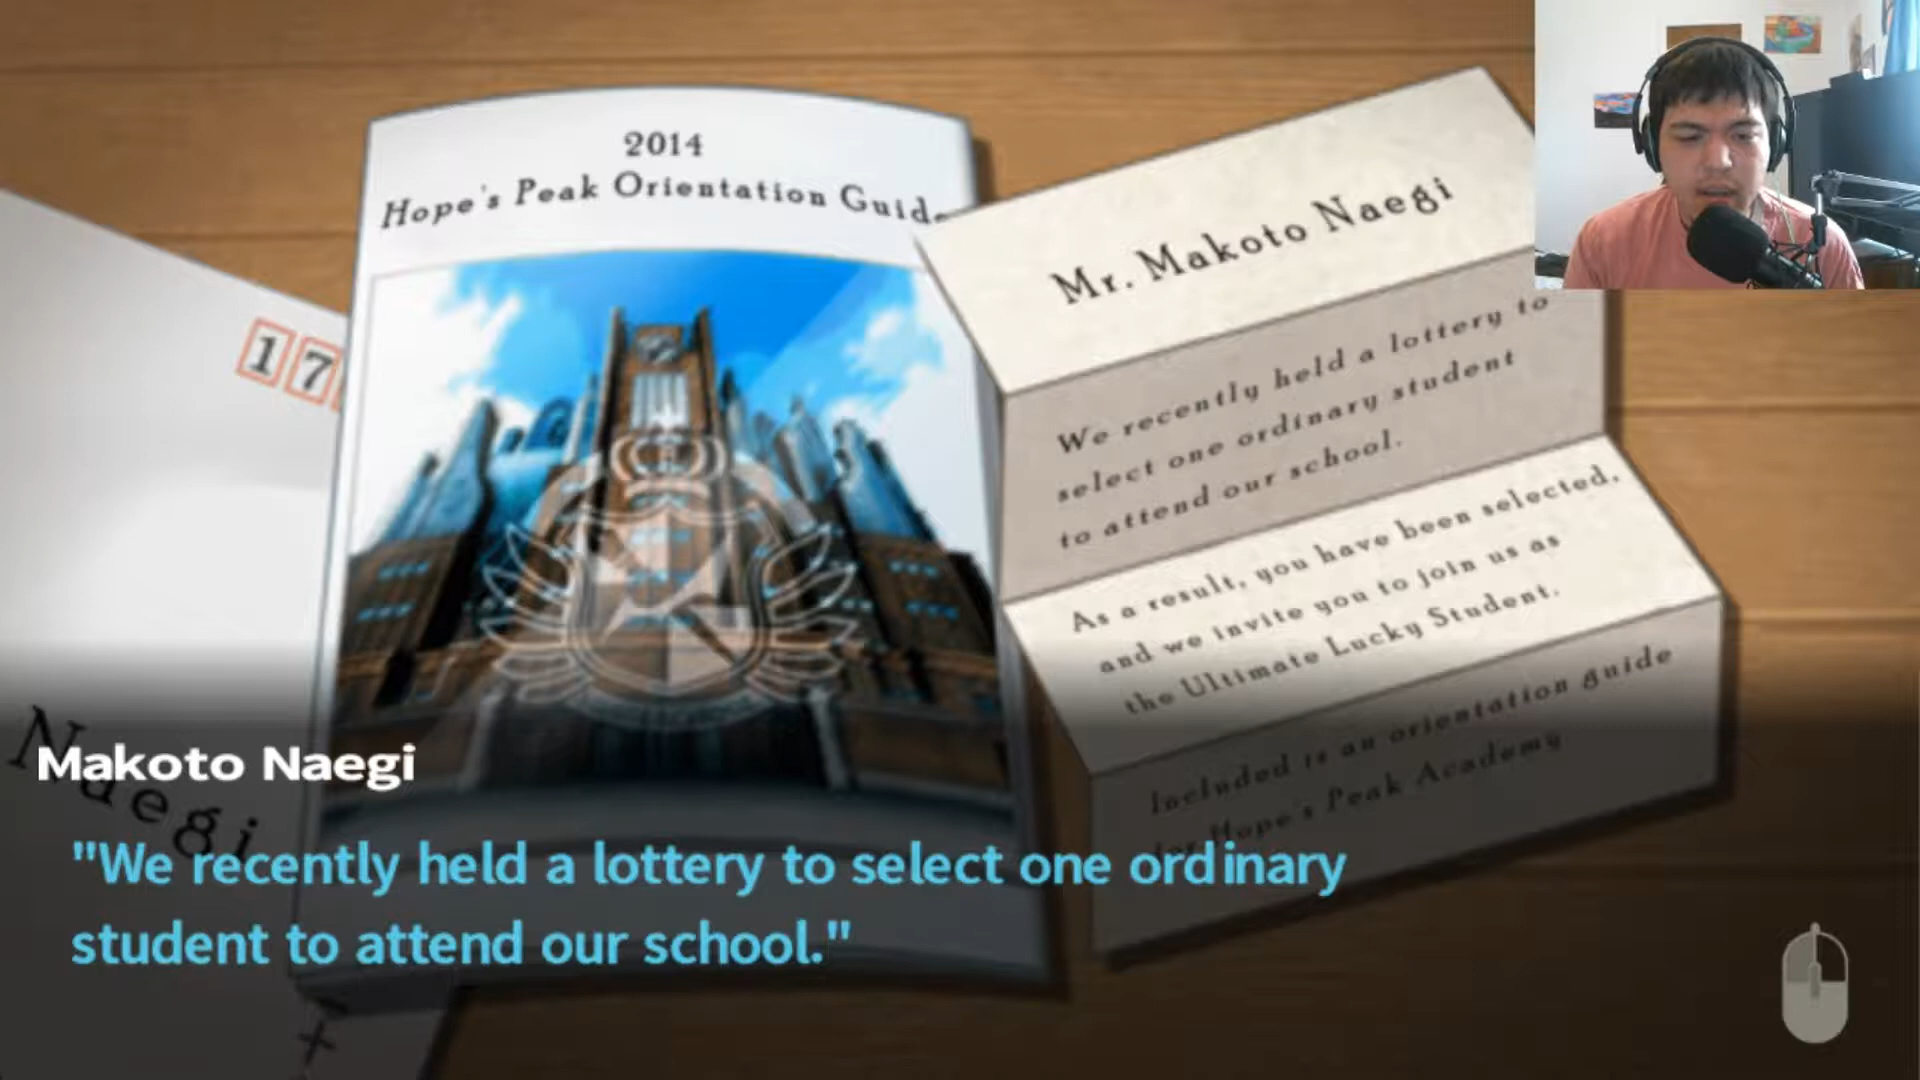 2014
Hope's Peak Orientation Guide
17
Mr. Makoto Naegi
We recently held a lottery to
select one ordinary student
to attend our school.
As a result, you have been selected,
and we invite you to join us as
the Ultimate Lucky Student.
Included is an orientation guide
for Hope's Peak Academy
Naegi
Makoto Naegi
"We recently held a lottery to select one ordinary
student to attend our school."